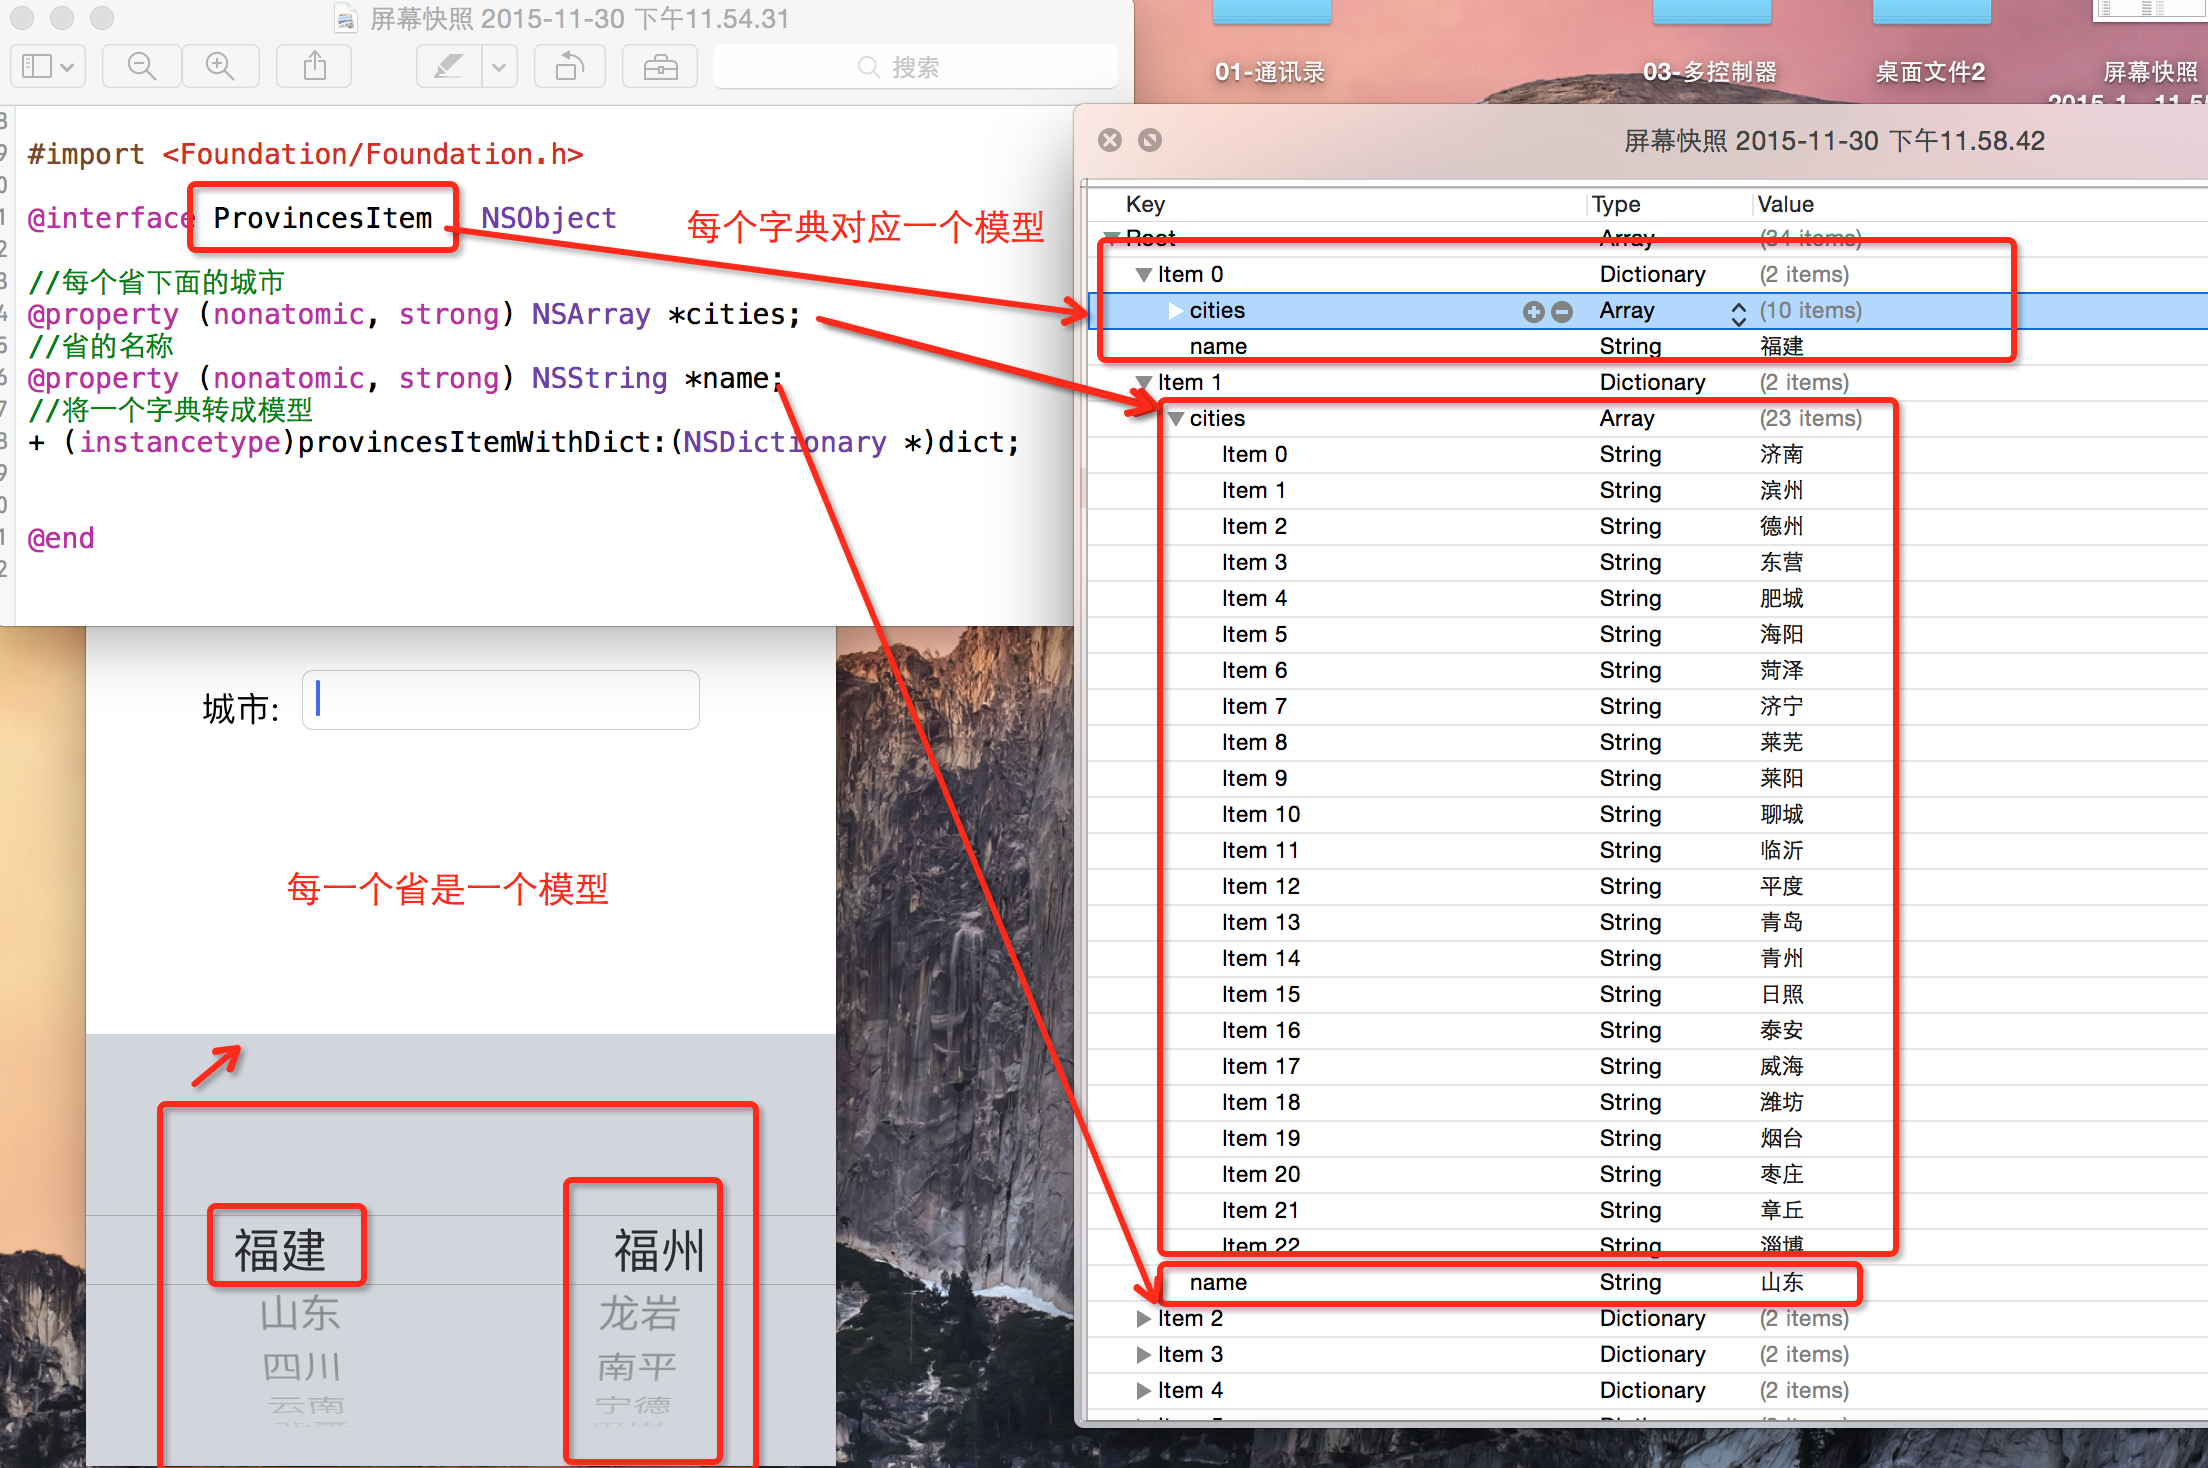 屏幕快照 2015-11-30 下午11.54.31
搜索
#import <Foundation/Foundation.h>
@interface ProvincesItem NSObject
每个字典对应一个模型
//每个省下面的城市
@property (nonatomic, strong) NSArray *cities;
//省的名称
@property (nonatomic, strong) NSString *name;
//将一个字典转成模型
+ (instancetype)provincesItemWithDict:(NSDictionary *)dict;
@end
城市:
每一个省是一个模型
福建 福州
山东 龙岩
四川 南平
云南 宁德
01-通讯录
03-多控制器
桌面文件2
屏幕快照
屏幕快照 2015-11-30 下午11.58.42
Key Type Value
Root Array (34 items)
Item 0 Dictionary (2 items)
cities Array (10 items)
name String 福建
Item 1 Dictionary (2 items)
cities Array (23 items)
Item 0 String 济南
Item 1 String 滨州
Item 2 String 德州
Item 3 String 东营
Item 4 String 肥城
Item 5 String 海阳
Item 6 String 菏泽
Item 7 String 济宁
Item 8 String 莱芜
Item 9 String 莱阳
Item 10 String 聊城
Item 11 String 临沂
Item 12 String 平度
Item 13 String 青岛
Item 14 String 青州
Item 15 String 日照
Item 16 String 泰安
Item 17 String 威海
Item 18 String 潍坊
Item 19 String 烟台
Item 20 String 枣庄
Item 21 String 章丘
Item 22 String 淄博
name String 山东
Item 2 Dictionary (2 items)
Item 3 Dictionary (2 items)
Item 4 Dictionary (2 items)